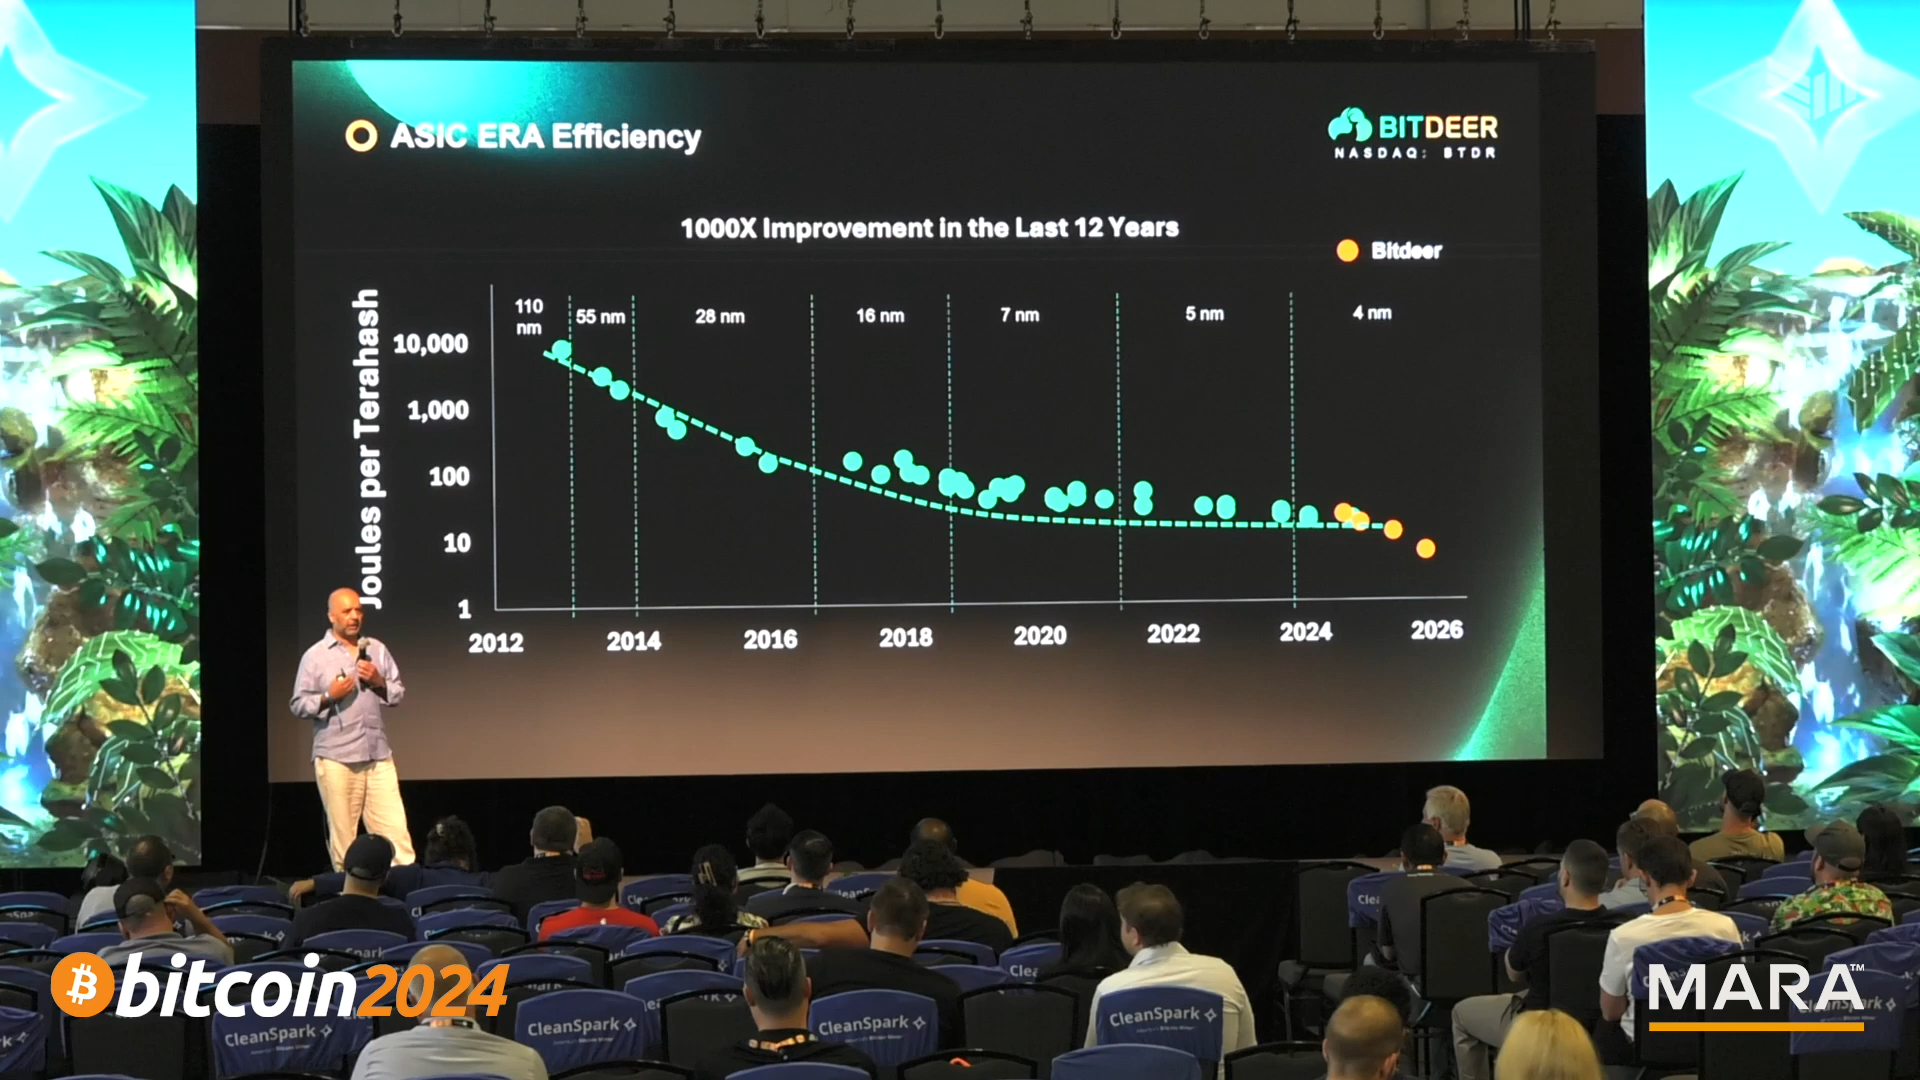 ASIC ERA Efficiency
BITDEER
NASDAQ: BTDR
1000X Improvement in the Last 12 Years
Bitdeer
Joules per Terahash
110
nm
55 nm
28 nm
16 nm
7 nm
5 nm
4 nm
10,000
1,000
100
10
1
2012
2014
2016
2018
2020
2022
2024
2026
bitcoin2024
MARA™
CleanSpark
CleanSpark
CleanSpark
CleanSpark